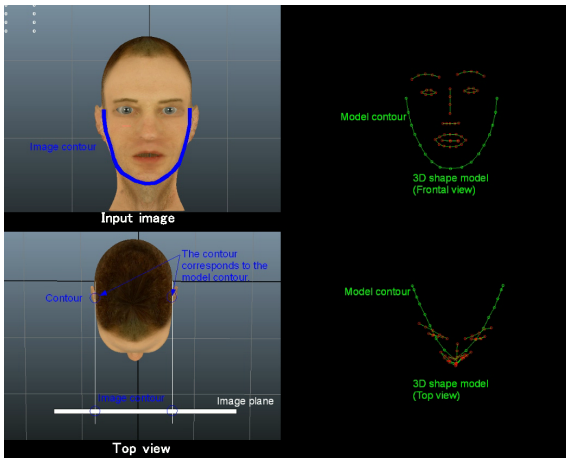 Image contour
Input image
Model contour
3D shape model
(Frontal view)
The contour
corresponds to the
model contour.
Contour
Image contour
Image plane
Top view
Model contour
3D shape model
(Top view)